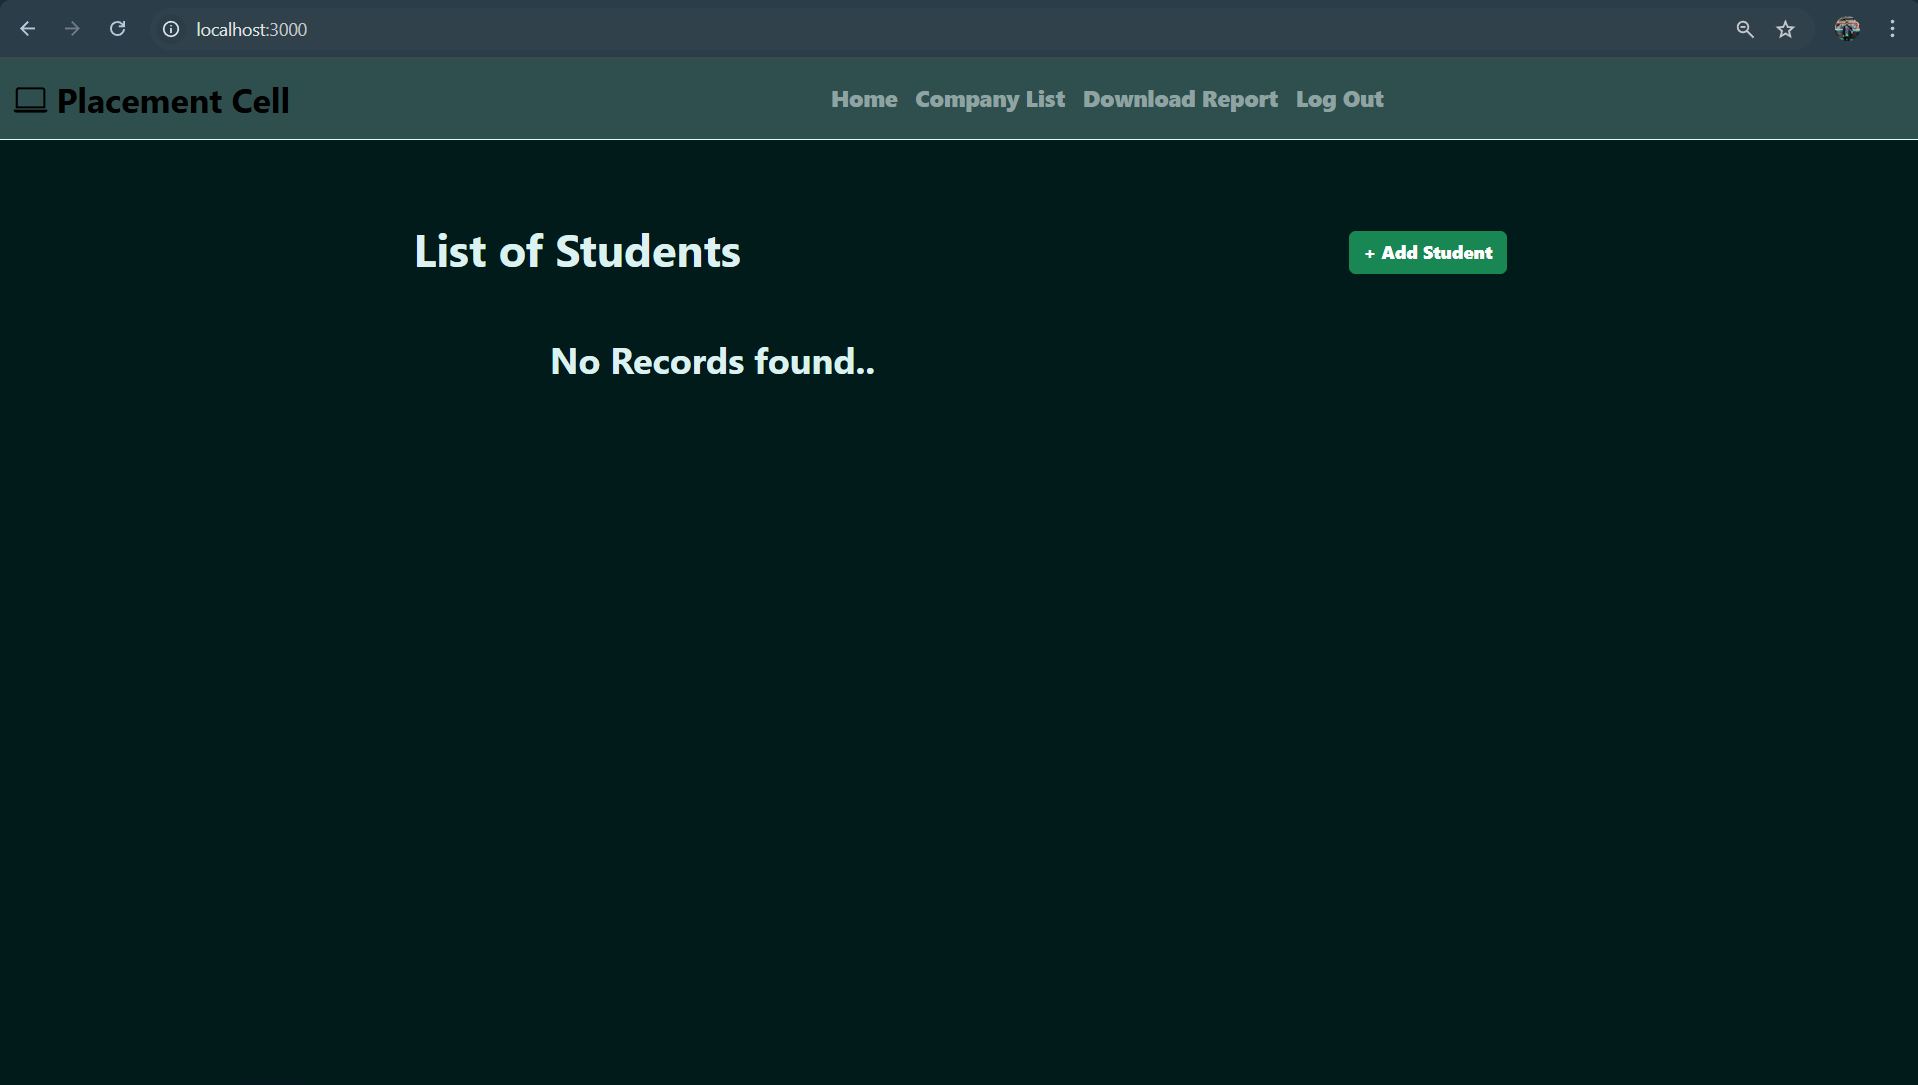 localhost:3000
Placement Cell
Home Company List Download Report Log Out
List of Students
+ Add Student
No Records found..